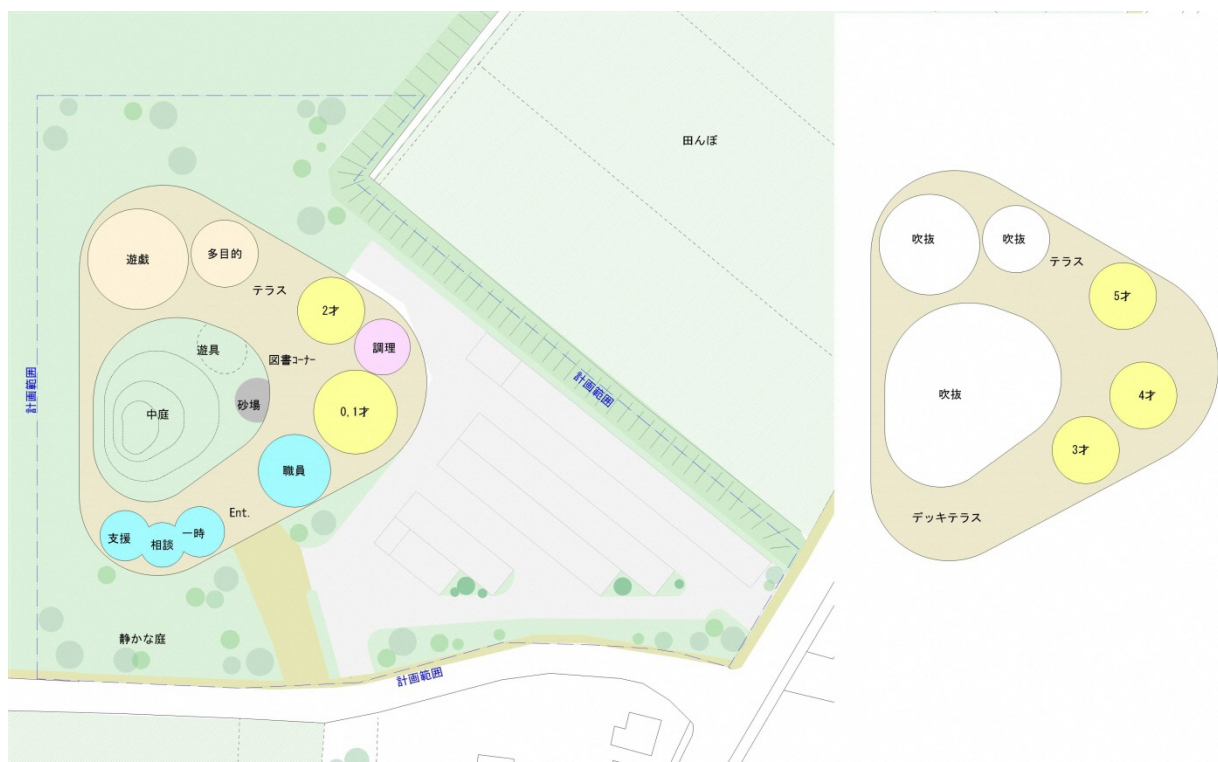 田んぼ
遊戯
多目的
テラス
2才
調理
遊具
図書コーナー
砂場
中庭
0,1才
職員
Ent.
支援
相談
一時
静かな庭
計画範囲
計画範囲
計画範囲
吹抜
吹抜
テラス
5才
吹抜
4才
3才
デッキテラス